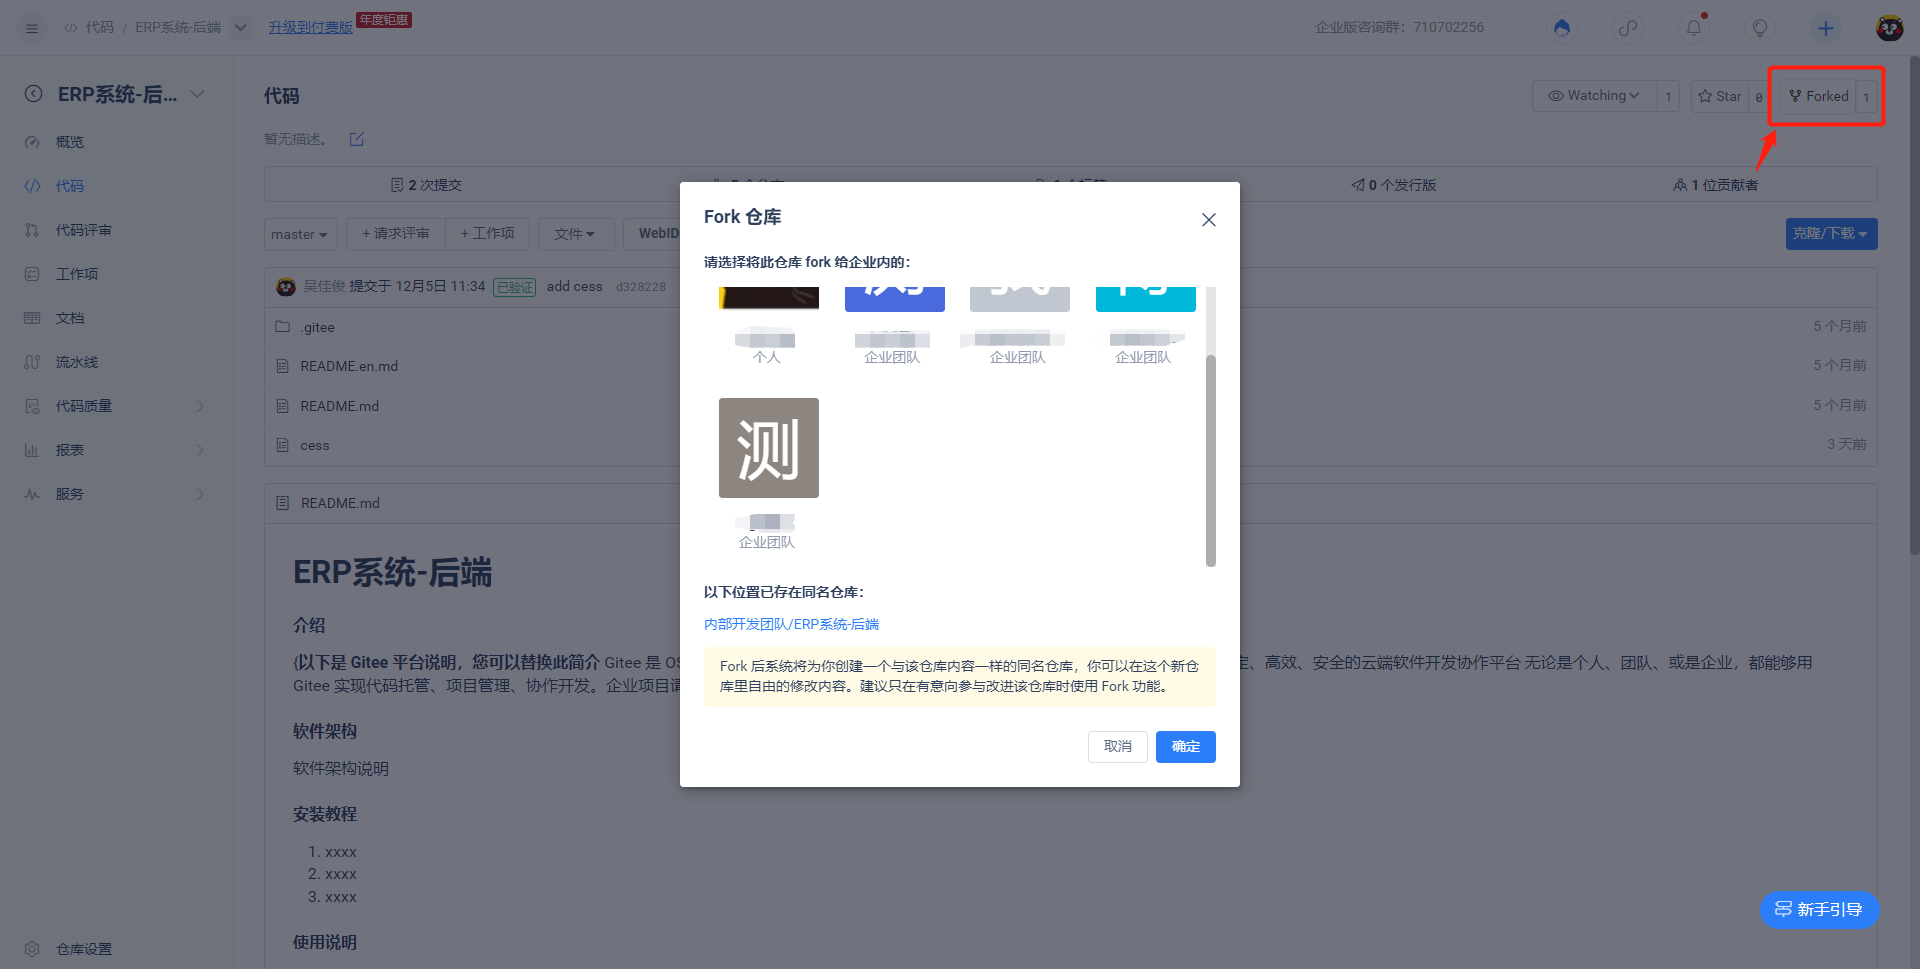 代码 / ERP系统-后端
升级到付费版 年度钜惠
企业版咨询群：710702256
ERP系统-后...
概览
代码
代码评审
工作项
文档
流水线
代码质量
报表
服务
仓库设置
代码
Watching 1
Star 0
Forked 1
暂无描述。
2 次提交
0 个发行版
1 位贡献者
master
+ 请求评审
+ 工作项
文件
WebID
克隆/下载
吴佳俊 提交于 12月5日 11:34 已验证 add cess d328228
.gitee 5 个月前
README.en.md 5 个月前
README.md 5 个月前
cess 3 天前
README.md
ERP系统-后端
介绍
{以下是 Gitee 平台说明，您可以替换此简介 Gitee 是 OS
、高效、安全的云端软件开发协作平台 无论是个人、团队、或是企业，都能够用
Gitee 实现代码托管、项目管理、协作开发。企业项目请
软件架构
软件架构说明
安装教程
1. xxxx
2. xxxx
3. xxxx
使用说明
Fork 仓库
请选择将此仓库 fork 给企业内的：
个人
企业团队
企业团队
企业团队
测
企业团队
以下位置已存在同名仓库：
内部开发团队/ERP系统-后端
Fork 后系统将为你创建一个与该仓库内容一样的同名仓库，你可以在这个新仓
库里自由的修改内容。建议只在有意向参与改进该仓库时使用 Fork 功能。
取消
确定
新手引导